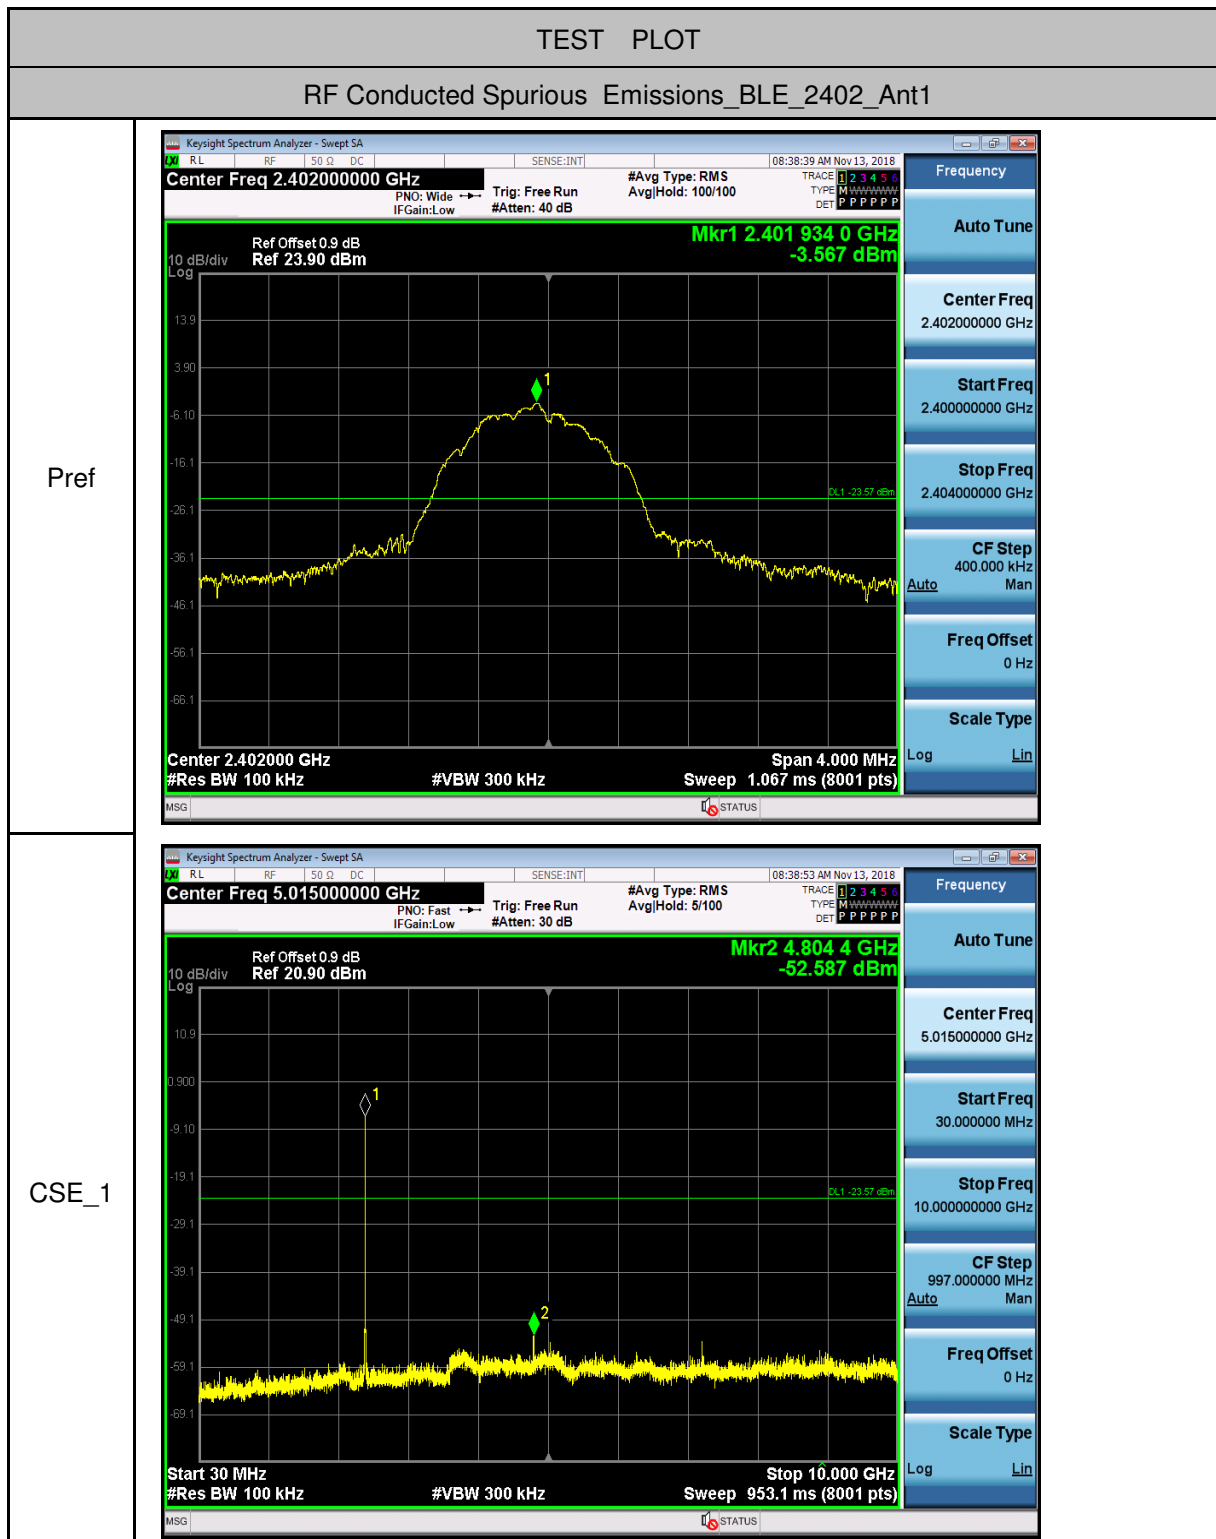 TEST PLOT
RF Conducted Spurious Emissions_BLE_2402_Ant1
Pref
Keysight Spectrum Analyzer - Swept SA
LXI RL RF 50 Ω DC SENSE:INT 08:38:39 AM Nov 13, 2018
Center Freq 2.402000000 GHz
PNO: Wide
IFGain:Low
Trig: Free Run
#Atten: 40 dB
#Avg Type: RMS
Avg|Hold: 100/100
TRACE 1 2 3 4 5 6
TYPE M W W W W W
DET P P P P P P
Mkr1 2.401 934 0 GHz
-3.567 dBm
Ref Offset 0.9 dB
10 dB/div Ref 23.90 dBm
Log
13.9
3.90
-6.10
-16.1
-26.1
-36.1
-46.1
-56.1
-66.1
1
DL1 -23.57 dBm
Center 2.402000 GHz Span 4.000 MHz
#Res BW 100 kHz #VBW 300 kHz Sweep 1.067 ms (8001 pts)
MSG STATUS
Frequency
Auto Tune
Center Freq
2.402000000 GHz
Start Freq
2.400000000 GHz
Stop Freq
2.404000000 GHz
CF Step
400.000 kHz
Auto Man
Freq Offset
0 Hz
Scale Type
Log Lin
CSE_1
Keysight Spectrum Analyzer - Swept SA
LXI RL RF 50 Ω DC SENSE:INT 08:38:53 AM Nov 13, 2018
Center Freq 5.015000000 GHz
PNO: Fast
IFGain:Low
Trig: Free Run
#Atten: 30 dB
#Avg Type: RMS
Avg|Hold: 5/100
TRACE 1 2 3 4 5 6
TYPE M W W W W W
DET P P P P P P
Mkr2 4.804 4 GHz
-52.587 dBm
Ref Offset 0.9 dB
10 dB/div Ref 20.90 dBm
Log
10.9
0.900
-9.10
-19.1
-29.1
-39.1
-49.1
-59.1
-69.1
1
2
DL1 -23.57 dBm
Start 30 MHz Stop 10.000 GHz
#Res BW 100 kHz #VBW 300 kHz Sweep 953.1 ms (8001 pts)
MSG STATUS
Frequency
Auto Tune
Center Freq
5.015000000 GHz
Start Freq
30.000000 MHz
Stop Freq
10.000000000 GHz
CF Step
997.000000 MHz
Auto Man
Freq Offset
0 Hz
Scale Type
Log Lin